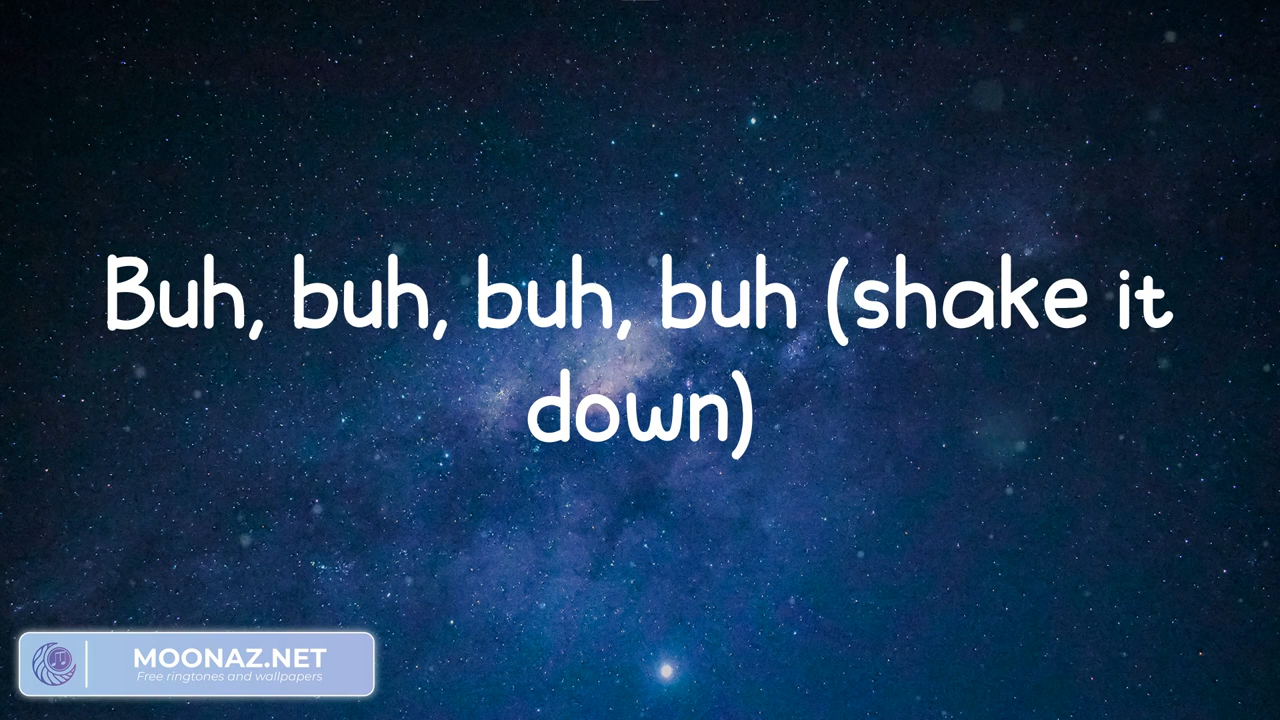 Buh, buh, buh, buh (shake it
down)
MOONAZ.NET
Free ringtones and wallpapers